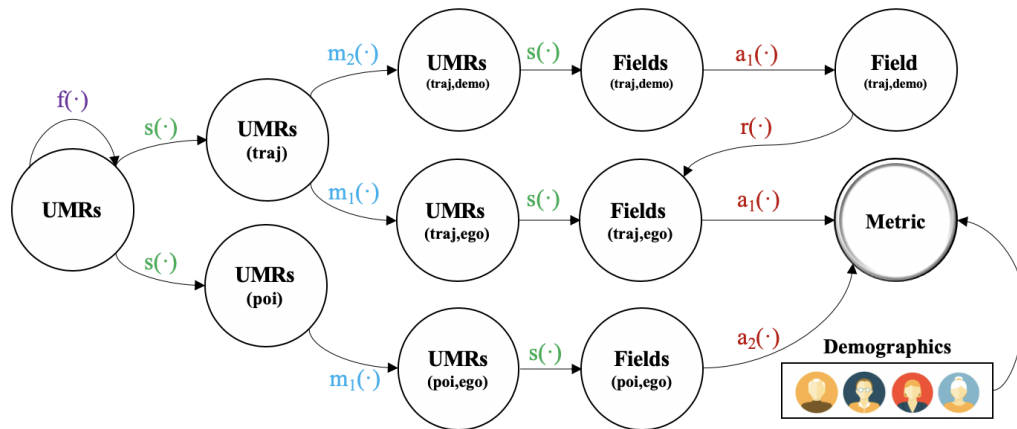 m₂(·)
UMRs
(traj,demo)
s(·)
Fields
(traj,demo)
a₁(·)
Field
(traj,demo)
f(·)
s(·)
UMRs
(traj)
r(·)
UMRs
m₁(·)
UMRs
(traj,ego)
s(·)
Fields
(traj,ego)
a₁(·)
Metric
s(·)
UMRs
(poi)
m₁(·)
UMRs
(poi,ego)
s(·)
Fields
(poi,ego)
a₂(·)
Demographics